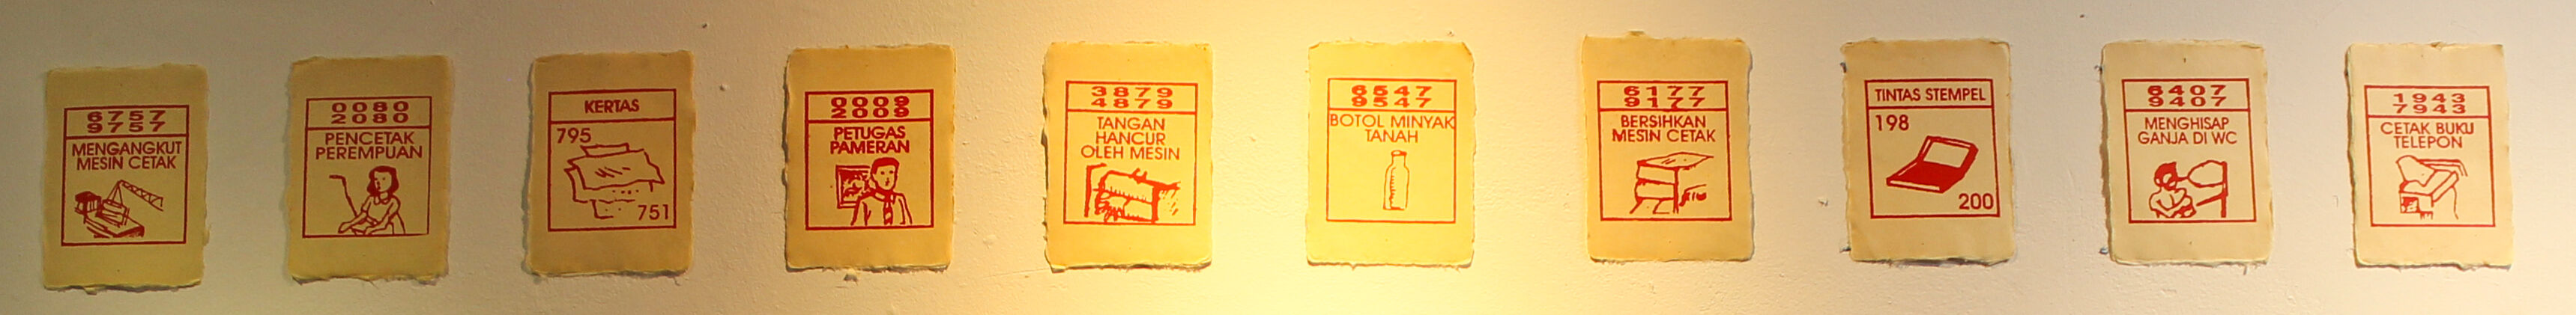 6757
9757
MENGANGKUT
MESIN CETAK
0080
2080
PENCETAK
PEREMPUAN
KERTAS
795
751
0009
2009
PETUGAS
PAMERAN
3879
4879
TANGAN
HANCUR
OLEH MESIN
6547
9547
BOTOL MINYAK
TANAH
6177
9177
BERSIHKAN
MESIN CETAK
TINTAS STEMPEL
198
200
6407
9407
MENGHISAP
GANJA DI WC
1943
7943
CETAK BUKU
TELEPON